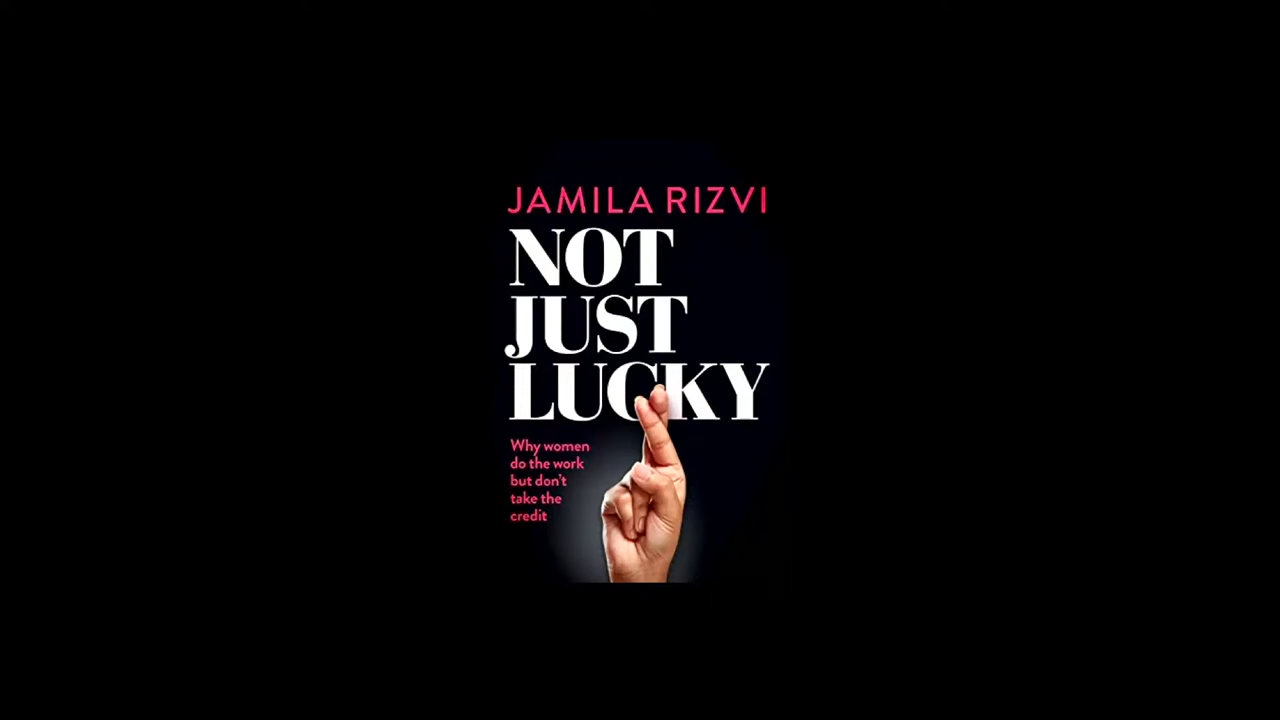 JAMILA RIZVI
NOT
JUST
LUCKY
Why women
do the work
but don't
take the
credit